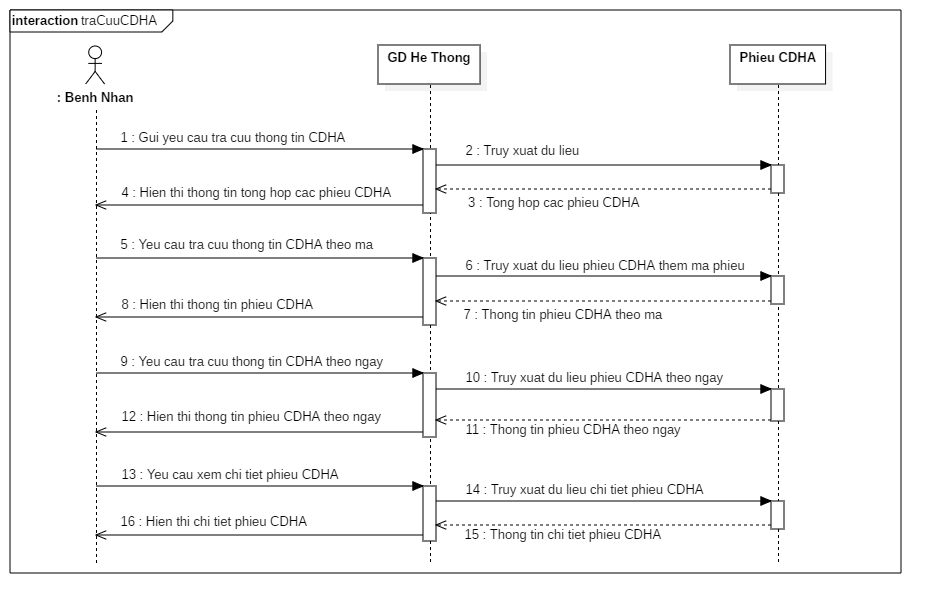 interaction traCuuCDHA
GD He Thong
Phieu CDHA
: Benh Nhan
1 : Gui yeu cau tra cuu thong tin CDHA
2 : Truy xuat du lieu
4 : Hien thi thong tin tong hop cac phieu CDHA
3 : Tong hop cac phieu CDHA
5 : Yeu cau tra cuu thong tin CDHA theo ma
6 : Truy xuat du lieu phieu CDHA them ma phieu
8 : Hien thi thong tin phieu CDHA
7 : Thong tin phieu CDHA theo ma
9 : Yeu cau tra cuu thong tin CDHA theo ngay
10 : Truy xuat du lieu phieu CDHA theo ngay
12 : Hien thi thong tin phieu CDHA theo ngay
11 : Thong tin phieu CDHA theo ngay
13 : Yeu cau xem chi tiet phieu CDHA
14 : Truy xuat du lieu chi tiet phieu CDHA
16 : Hien thi chi tiet phieu CDHA
15 : Thong tin chi tiet phieu CDHA